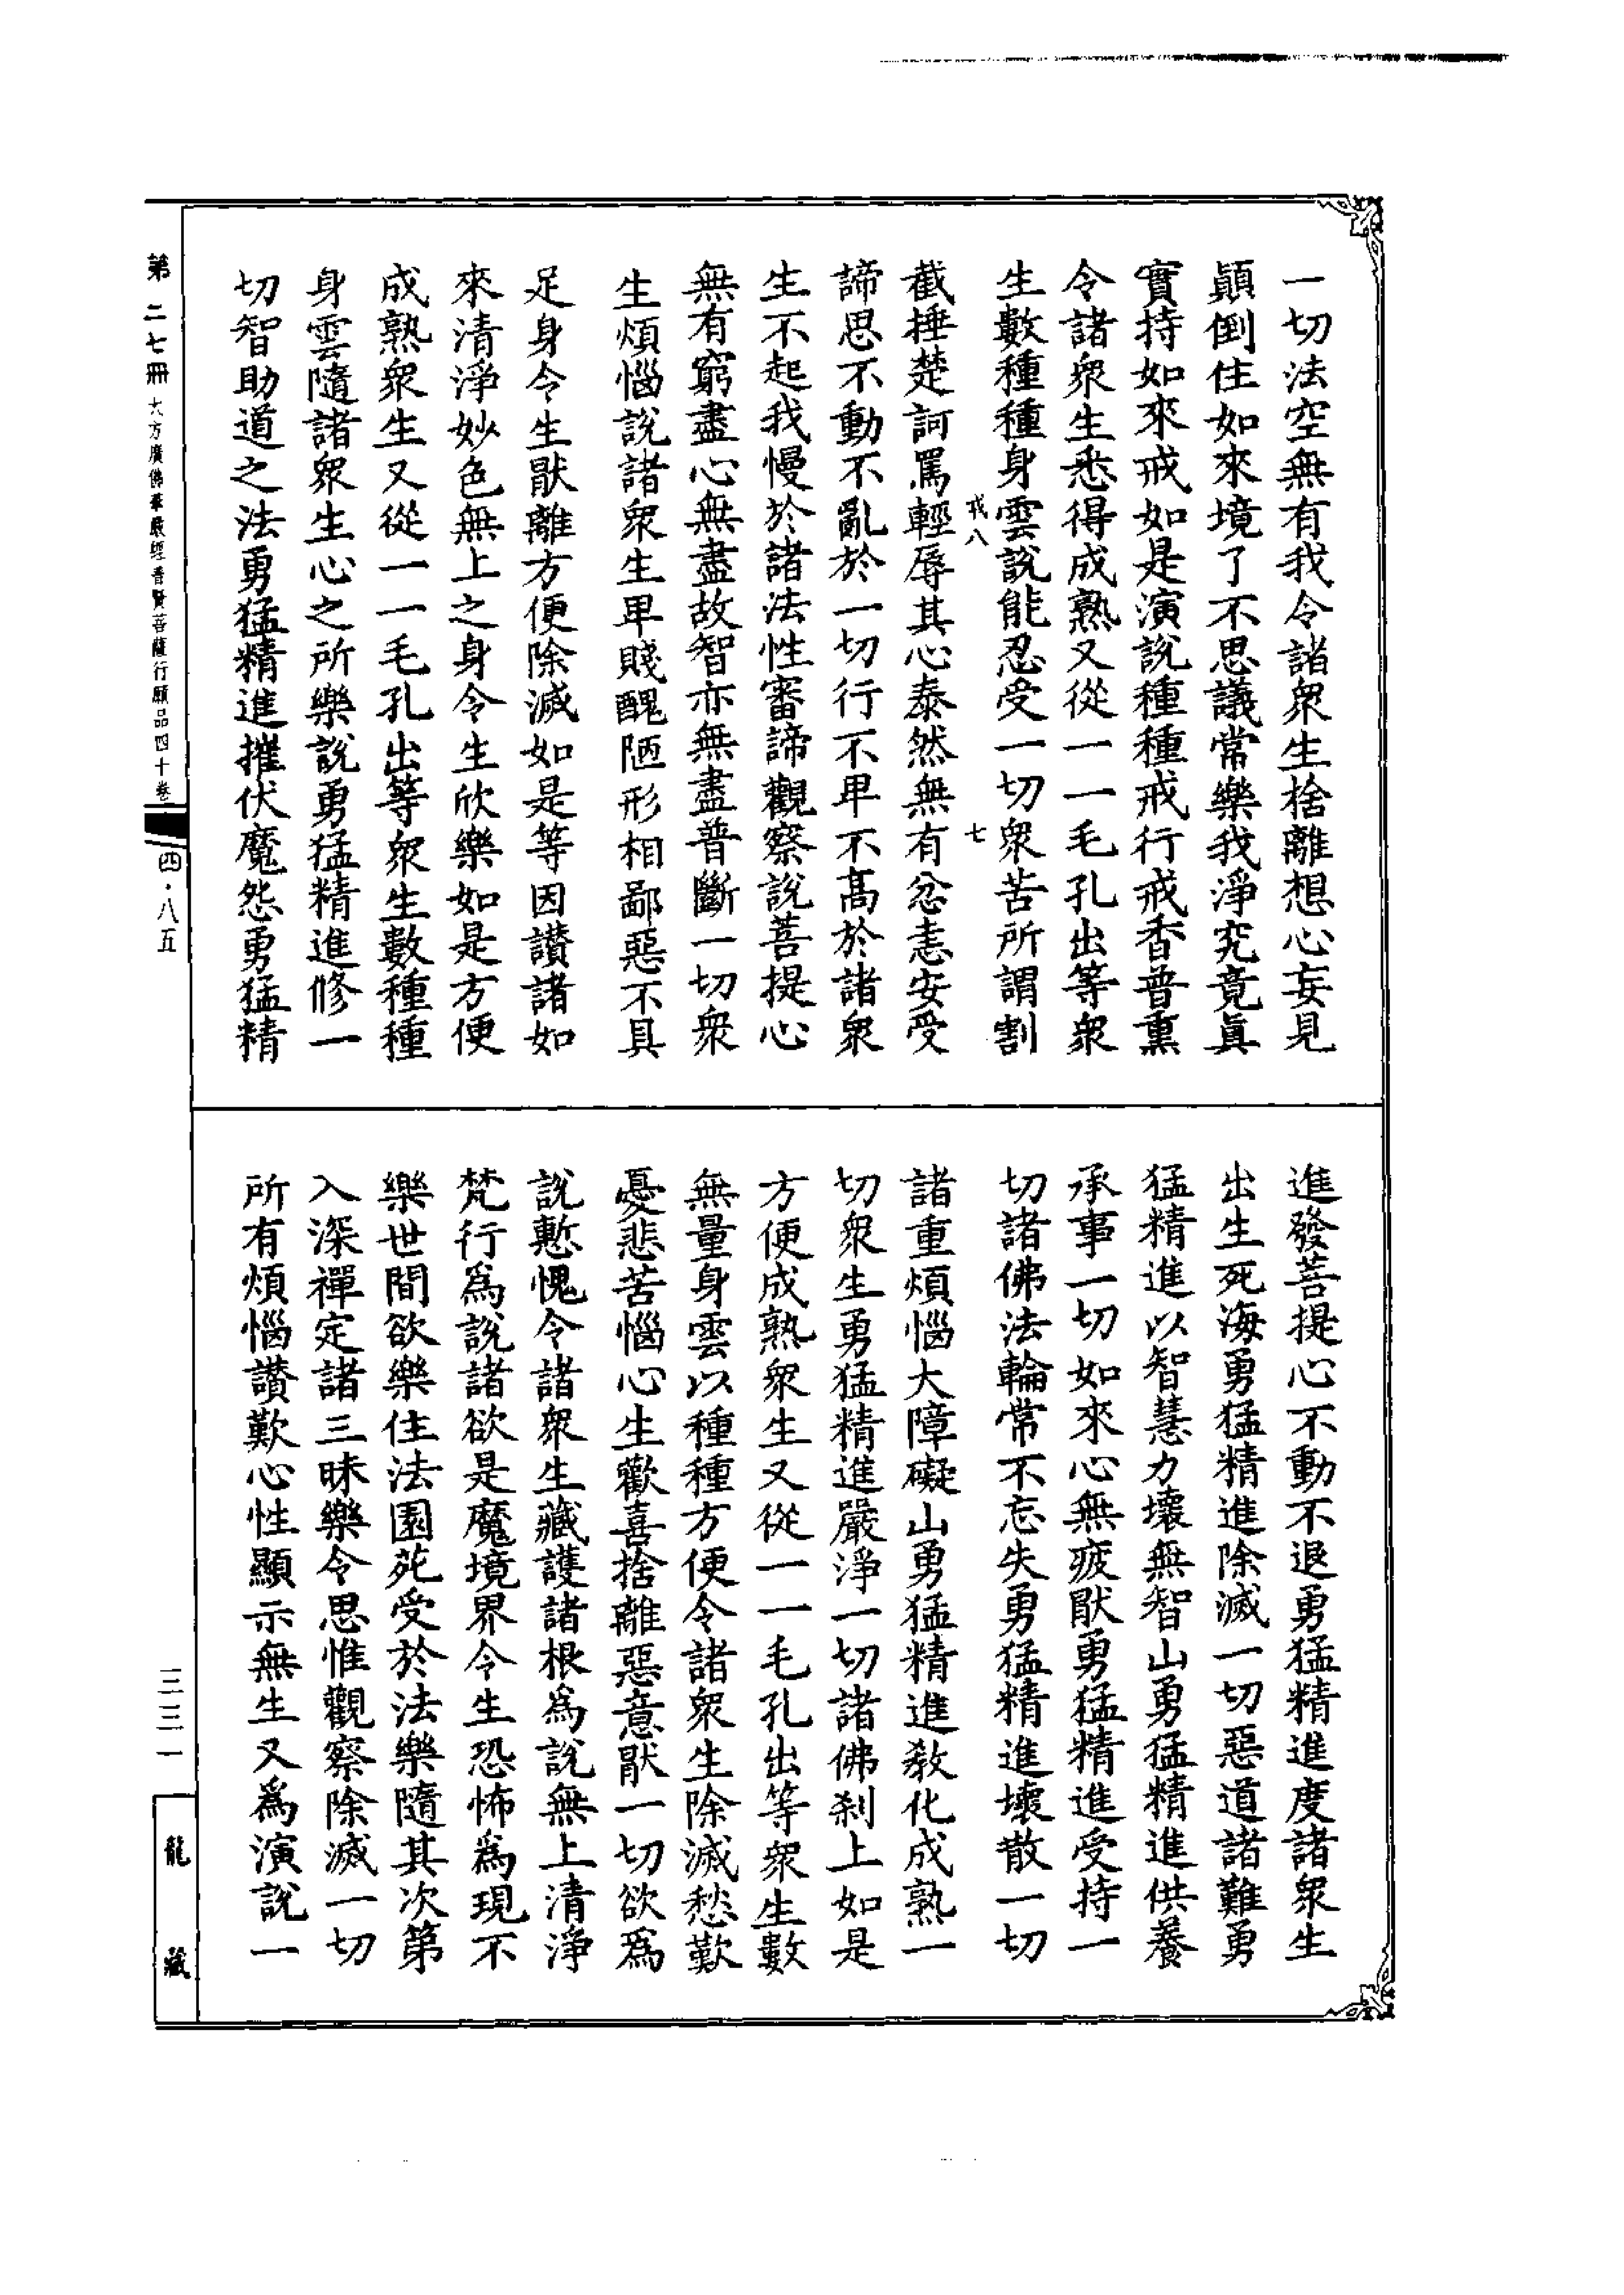 一切法空無有我令諸衆生捨離想心妄見
顚倒住如來境了不思議常樂我淨究竟眞
實持如來戒如是演說種種戒行戒香普熏
令諸衆生悉得成熟又從一一毛孔出等衆
生數種種身雲說能忍受一切衆苦所謂割
戎八 七
截捶楚訶罵輕辱其心泰然無有忿恚安受
諦思不動不亂於一切行不卑不高於諸衆
生不起我慢於諸法性審諦觀察說菩提心
無有窮盡心無盡故智亦無盡普斷一切衆
生煩惱說諸衆生卑賤醜陋形相鄙惡不具
足身令生厭離方便除滅如是等因讃諸如
來清淨妙色無上之身令生欣樂如是方便
成熟衆生又從一一毛孔出等衆生數種種
身雲隨諸衆生心之所樂說勇猛精進修一
切智助道之法勇猛精進摧伏魔怨勇猛精
進發菩提心不動不退勇猛精進度諸衆生
出生死海勇猛精進除滅一切惡道諸難勇
猛精進以智慧力壞無智山勇猛精進供養
承事一切如來心無疲厭勇猛精進受持一
切諸佛法輪常不忘失勇猛精進壞散一切
諸重煩惱大障礙山勇猛精進敎化成熟一
切衆生勇猛精進嚴淨一切諸佛刹上如是
方便成熟衆生又從一一毛孔出等衆生數
無量身雲以種種方便令諸衆生除滅愁歎
憂悲苦惱心生歡喜捨離惡意厭一切欲爲
說慙愧令諸衆生藏護諸根爲說無上清淨
梵行爲說諸欲是魔境界令生恐怖爲現不
樂世間欲樂住法園苑受於法樂隨其次第
入深禪定諸三昧樂令思惟觀察除滅一切
所有煩惱讃歎心性顯示無生又爲演說一
第二七冊 大方廣佛華嚴經普賢菩薩行願品四十卷
四·八五
三三一
龍藏